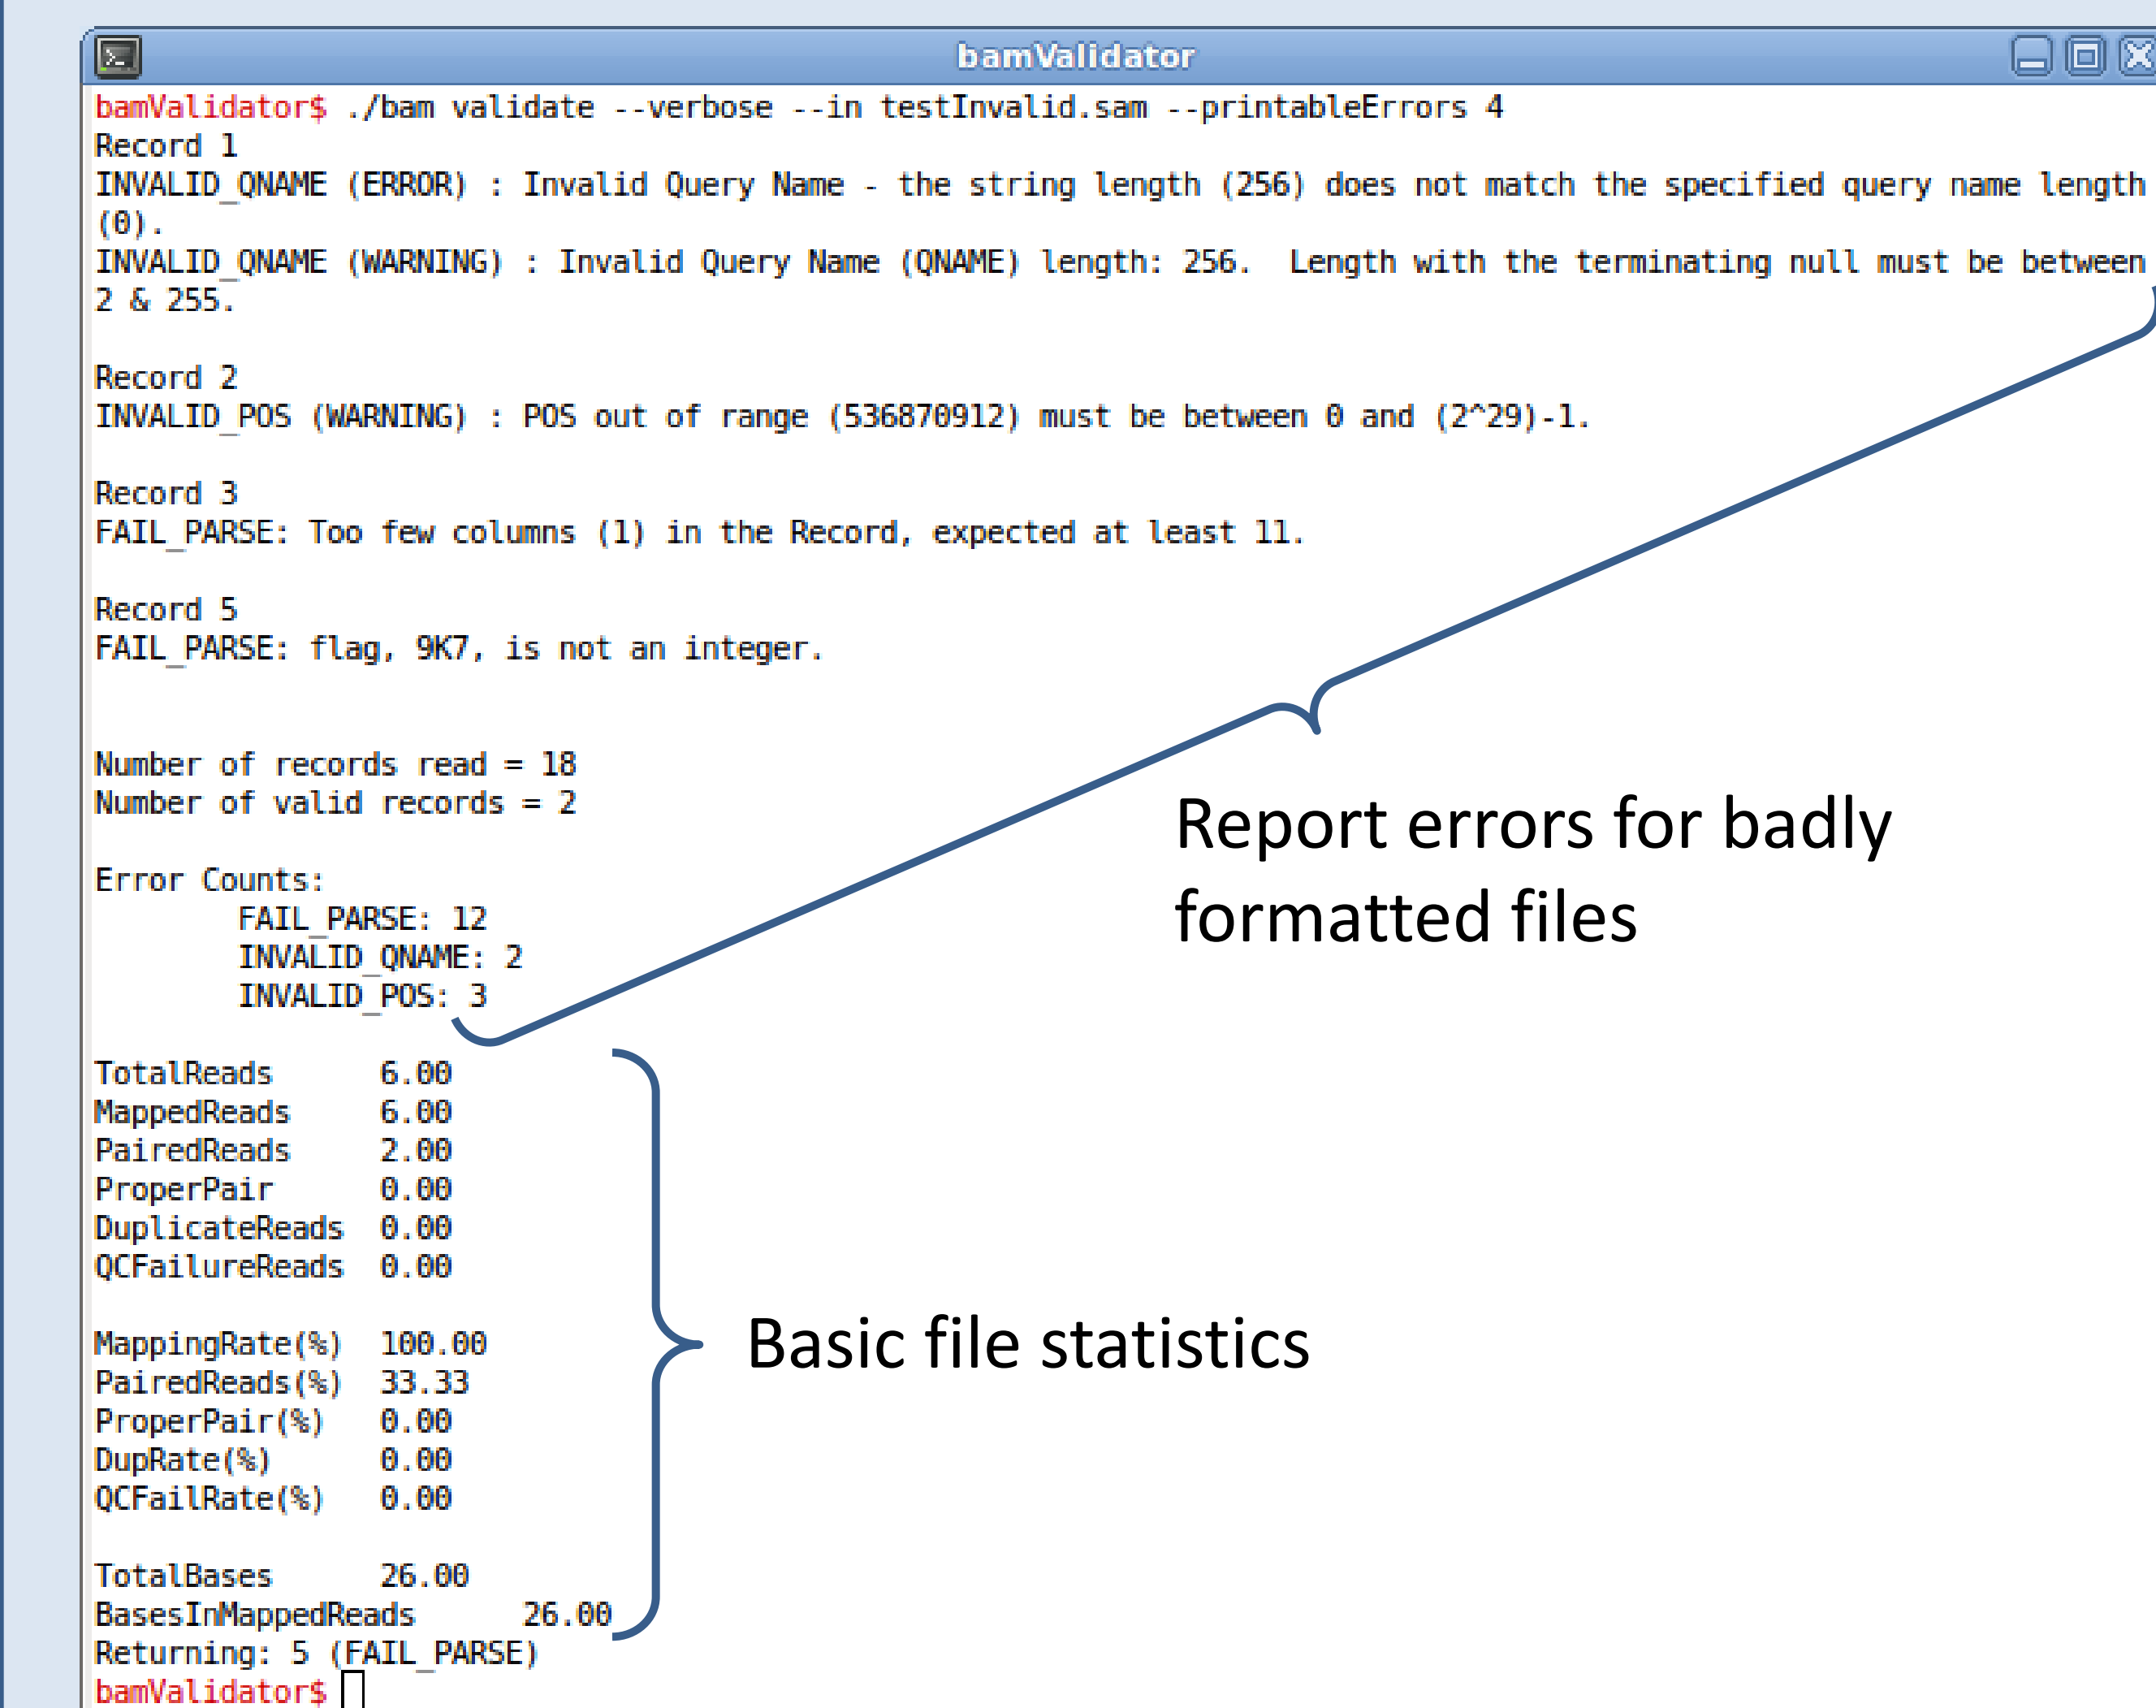 bamValidator
bamValidator$ ./bam validate --verbose --in testInvalid.sam --printableErrors 4
Record 1
INVALID_QNAME (ERROR) : Invalid Query Name - the string length (256) does not match the specified query name length
(0).
INVALID_QNAME (WARNING) : Invalid Query Name (QNAME) length: 256.  Length with the terminating null must be between
2 & 255.
Record 2
INVALID_POS (WARNING) : POS out of range (536870912) must be between 0 and (2^29)-1.
Record 3
FAIL_PARSE: Too few columns (1) in the Record, expected at least 11.
Record 5
FAIL_PARSE: flag, 9K7, is not an integer.
Number of records read = 18
Number of valid records = 2
Error Counts:
FAIL_PARSE: 12
INVALID_QNAME: 2
INVALID_POS: 3
Report errors for badly
formatted files
TotalReads 6.00
MappedReads 6.00
PairedReads 2.00
ProperPair 0.00
DuplicateReads 0.00
QCFailureReads 0.00
MappingRate(%) 100.00
PairedReads(%) 33.33
ProperPair(%) 0.00
DupRate(%) 0.00
QCFailRate(%) 0.00
TotalBases 26.00
BasesInMappedReads 26.00
Basic file statistics
Returning: 5 (FAIL_PARSE)
bamValidator$